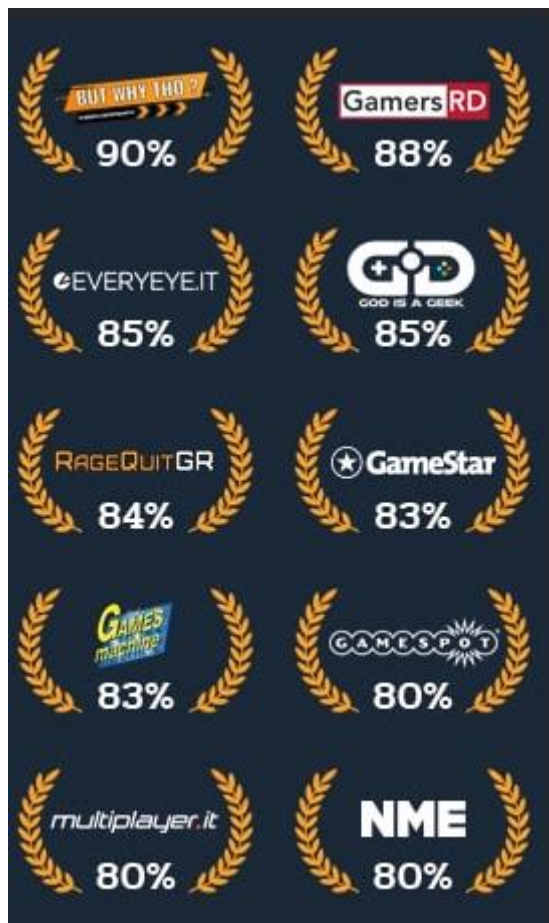 BUT WHY THO?
90%
GamersRD
88%
EVERYEYE.IT
85%
GOD IS A GEEK
85%
RAGEQUITGR
84%
GameStar
83%
GAMES
machine
83%
GAMESPOT
80%
multiplayer.it
80%
NME
80%